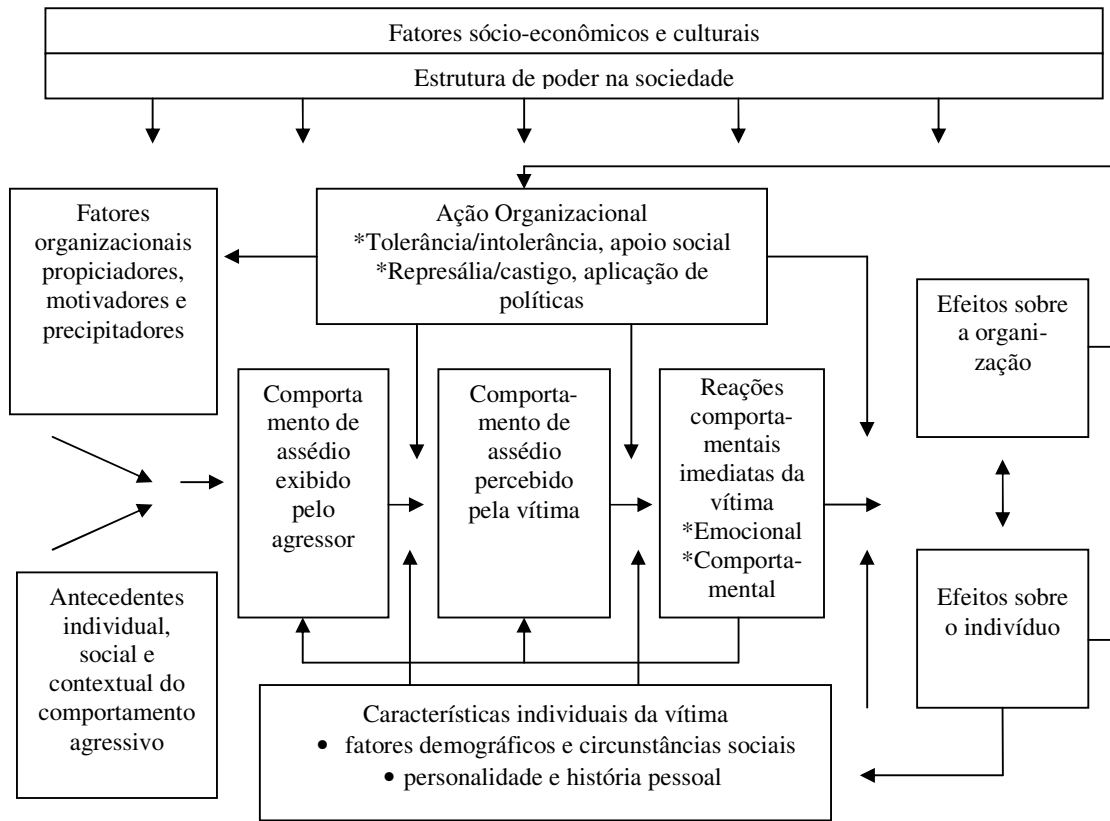 Fatores sócio-econômicos e culturais
Estrutura de poder na sociedade
Fatores
organizacionais
propiciadores,
motivadores e
precipitadores
Ação Organizacional
*Tolerância/intolerância, apoio social
*Represália/castigo, aplicação de
políticas
Efeitos sobre
a organi-
zação
Comporta
mento de
assédio
exibido
pelo
agressor
Comporta-
mento de
assédio
percebido
pela vítima
Reações
comporta-
mentais
imediatas da
vítima
*Emocional
*Comporta-
mental
Antecedentes
individual,
social e
contextual do
comportamento
agressivo
Efeitos sobre
o indivíduo
Características individuais da vítima
• fatores demográficos e circunstâncias sociais
• personalidade e história pessoal